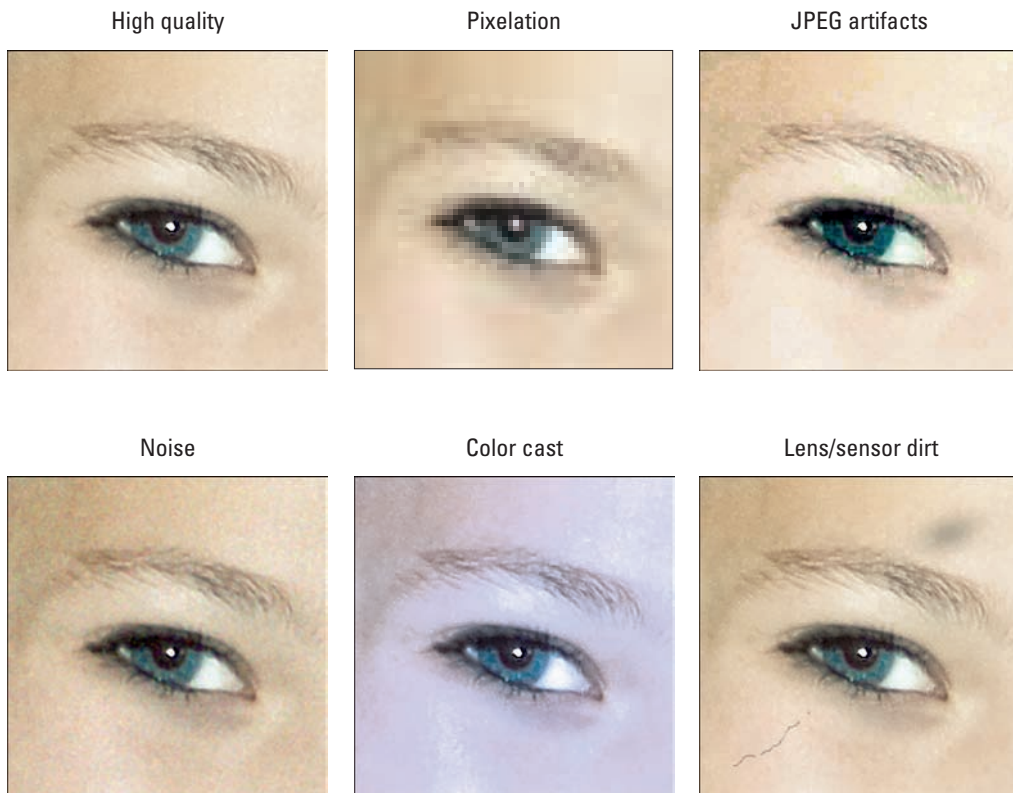 High quality
Pixelation
JPEG artifacts
Noise
Color cast
Lens/sensor dirt